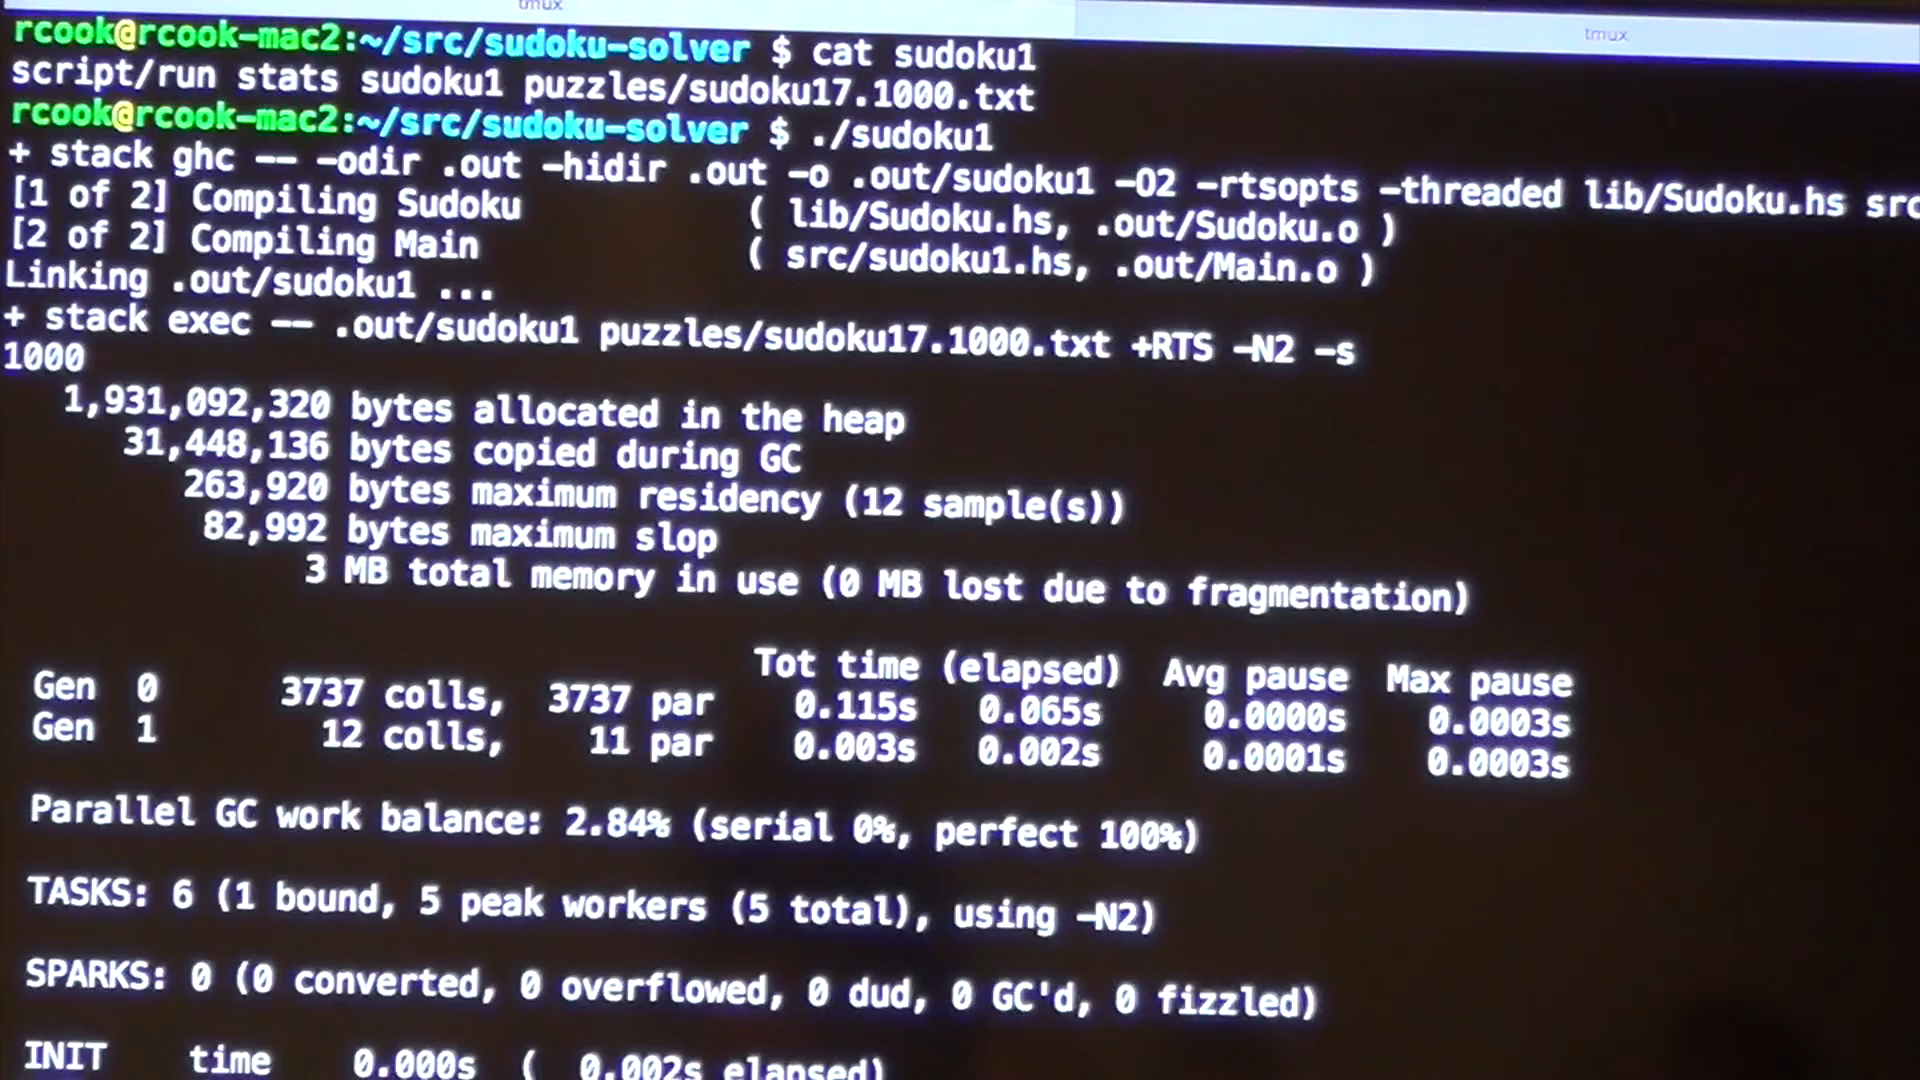 tmux
tmux
rcook@rcook-mac2:~/src/sudoku-solver $ cat sudoku1
script/run stats sudoku1 puzzles/sudoku17.1000.txt
rcook@rcook-mac2:~/src/sudoku-solver $ ./sudoku1
+ stack ghc -- -odir .out -hidir .out -o .out/sudoku1 -O2 -rtsopts -threaded lib/Sudoku.hs src
[1 of 2] Compiling Sudoku ( lib/Sudoku.hs, .out/Sudoku.o )
[2 of 2] Compiling Main ( src/sudoku1.hs, .out/Main.o )
Linking .out/sudoku1 ...
+ stack exec -- .out/sudoku1 puzzles/sudoku17.1000.txt +RTS -N2 -s
1000
1,931,092,320 bytes allocated in the heap
31,448,136 bytes copied during GC
263,920 bytes maximum residency (12 sample(s))
82,992 bytes maximum slop
3 MB total memory in use (0 MB lost due to fragmentation)
Tot time (elapsed) Avg pause Max pause
Gen 0 3737 colls, 3737 par 0.115s 0.065s 0.0000s 0.0003s
Gen 1 12 colls, 11 par 0.003s 0.002s 0.0001s 0.0003s
Parallel GC work balance: 2.84% (serial 0%, perfect 100%)
TASKS: 6 (1 bound, 5 peak workers (5 total), using -N2)
SPARKS: 0 (0 converted, 0 overflowed, 0 dud, 0 GC'd, 0 fizzled)
INIT time 0.000s ( 0.002s elapsed)